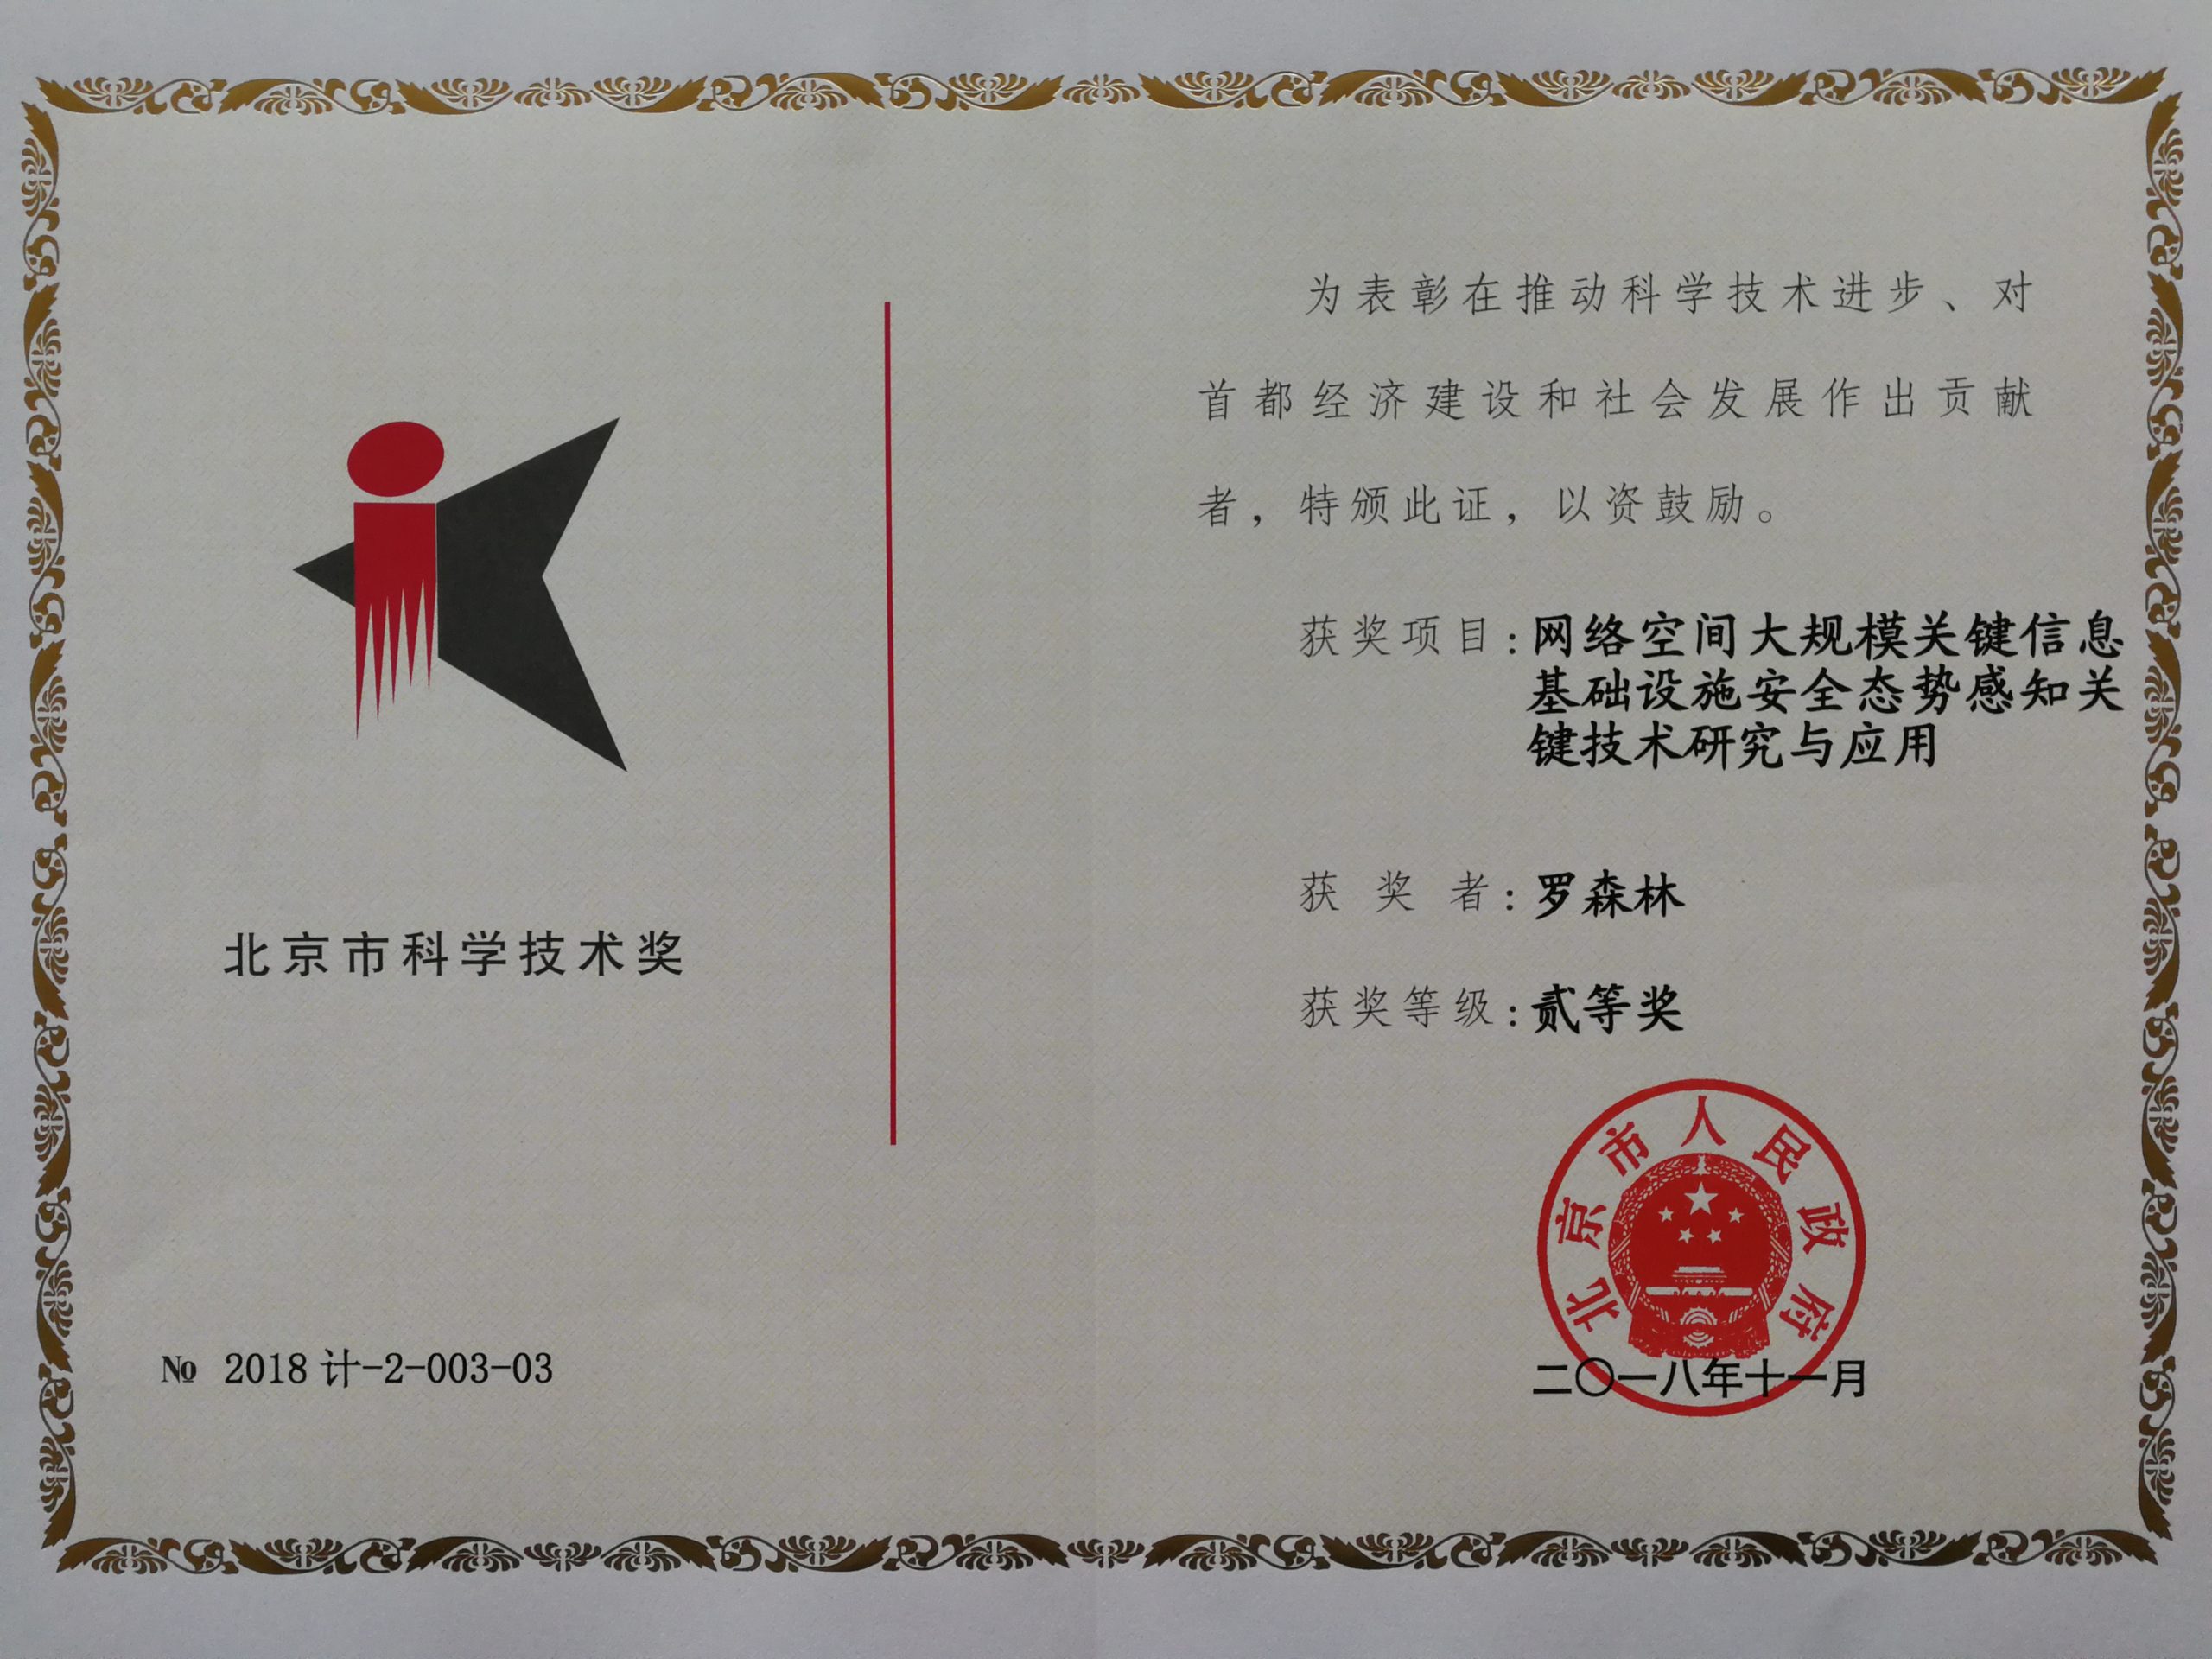 北京市科学技术奖
№ 2018 计-2-003-03
为表彰在推动科学技术进步、对
首都经济建设和社会发展作出贡献
者，特颁此证，以资鼓励。
获奖项目：网络空间大规模关键信息
基础设施安全态势感知关
键技术研究与应用
获奖者：罗森林
获奖等级：贰等奖
北京市人民政府
二〇一八年十一月